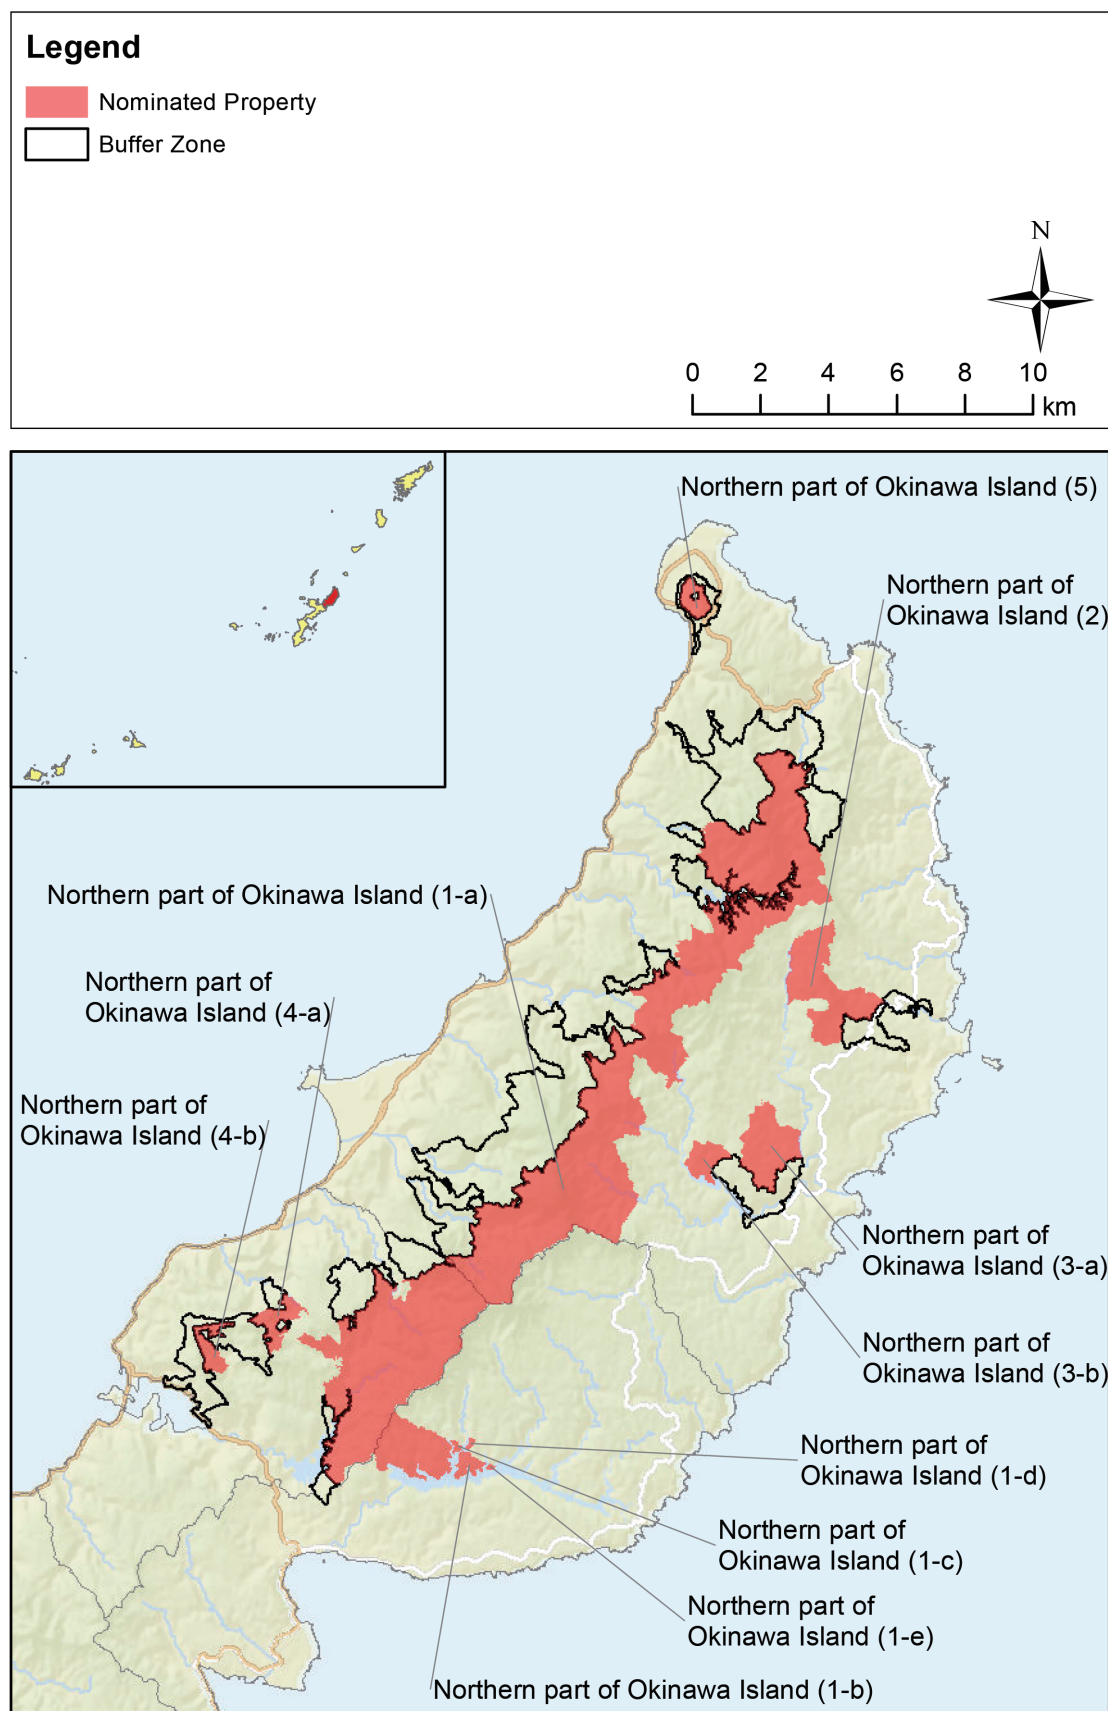 Legend
Nominated Property
Buffer Zone
N
0 2 4 6 8 10
km
Northern part of Okinawa Island (5)
Northern part of
Okinawa Island (2)
Northern part of Okinawa Island (1-a)
Northern part of
Okinawa Island (4-a)
Northern part of
Okinawa Island (4-b)
Northern part of
Okinawa Island (3-a)
Northern part of
Okinawa Island (3-b)
Northern part of
Okinawa Island (1-d)
Northern part of
Okinawa Island (1-c)
Northern part of
Okinawa Island (1-e)
Northern part of Okinawa Island (1-b)